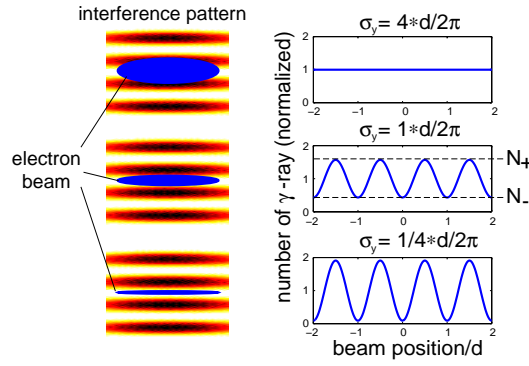 interference pattern
electron
beam
number of γ-ray (normalized)
σy= 4*d/2π
2
1
0
-2 -1 0 1 2
σy= 1*d/2π
2
1
0
-2 -1 0 1 2
N+
N-
σy= 1/4*d/2π
2
1
0
-2 -1 0 1 2
beam position/d